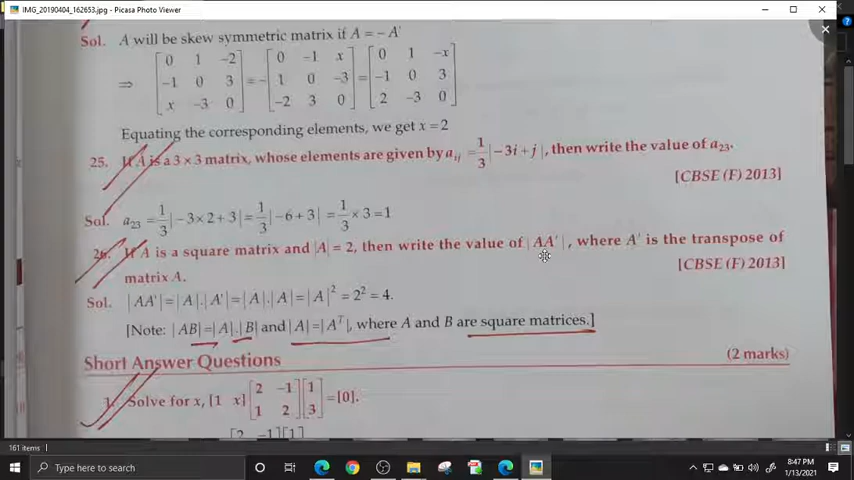 IMG_20190404_162653.jpg - Picasa Photo Viewer
Sol. A will be skew symmetric matrix if A = – A'
⇒ [0 1 –2; –1 0 3; x –3 0] = –[0 –1 x; 1 0 –3; –2 3 0] = [0 1 –x; –1 0 3; 2 –3 0]
Equating the corresponding elements, we get x = 2
25. If A is a 3 × 3 matrix, whose elements are given by a_ij = 1/3 |–3i + j|, then write the value of a_23.
[CBSE (F) 2013]
Sol. a_23 = 1/3 |–3 × 2 + 3| = 1/3 |–6 + 3| = 1/3 × 3 = 1
26. If A is a square matrix and |A| = 2, then write the value of |AA'|, where A' is the transpose of
matrix A.
[CBSE (F) 2013]
Sol. |AA'| = |A|.|A'| = |A|.|A| = |A|² = 2² = 4.
[Note: |AB| = |A|.|B| and |A| = |A^T|, where A and B are square matrices.]
Short Answer Questions
(2 marks)
1. Solve for x, [1 x] [2 –1; 1 2] [1; 3] = [0].
[2 –1] [1]
161 items
Type here to search
8:47 PM
1/13/2021